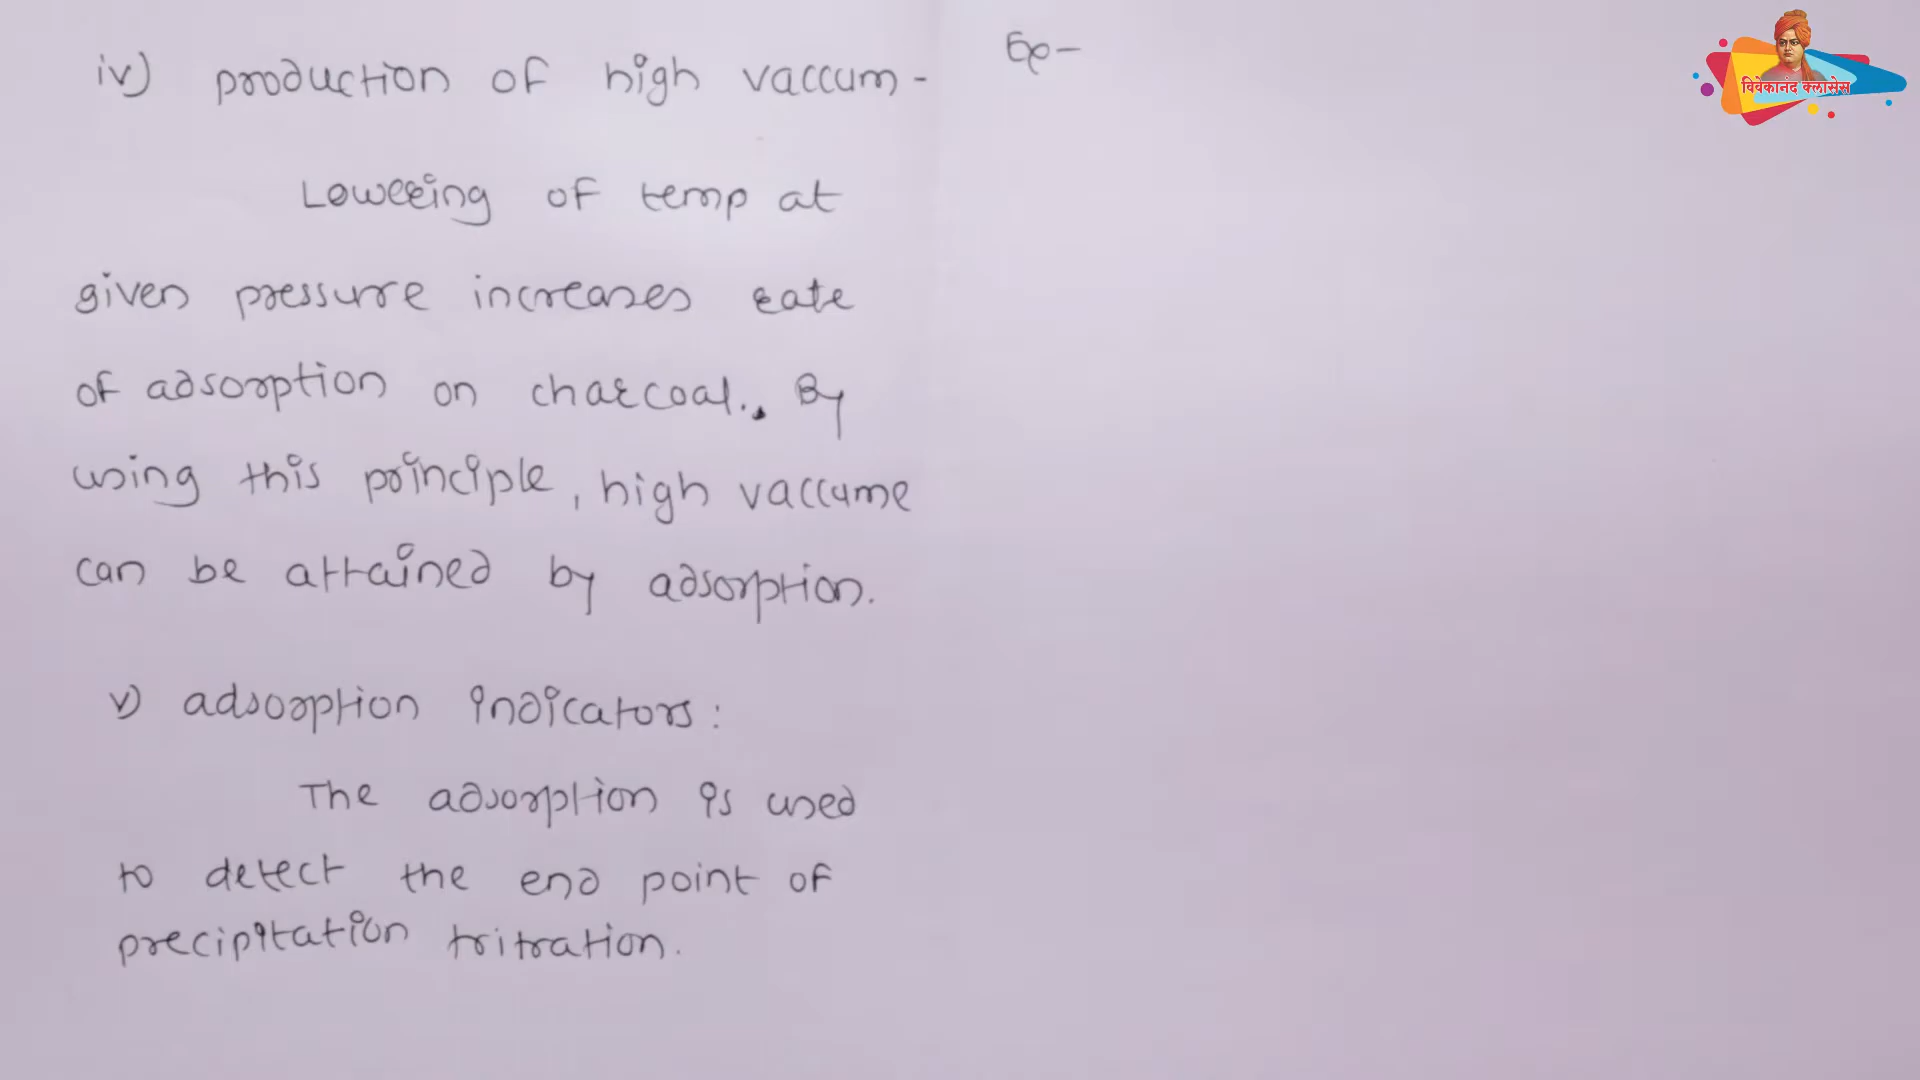 iv) production of high vaccum -
Lowering of temp at
given pressure increases rate
of adsorption on charcoal.. By
using this principle, high vaccume
can be attained by adsorption.
v) adsorption indicators:
The adsorption is used
to detect the end point of
precipitation tritration.
Ex-
विवेकानंद क्लासेस